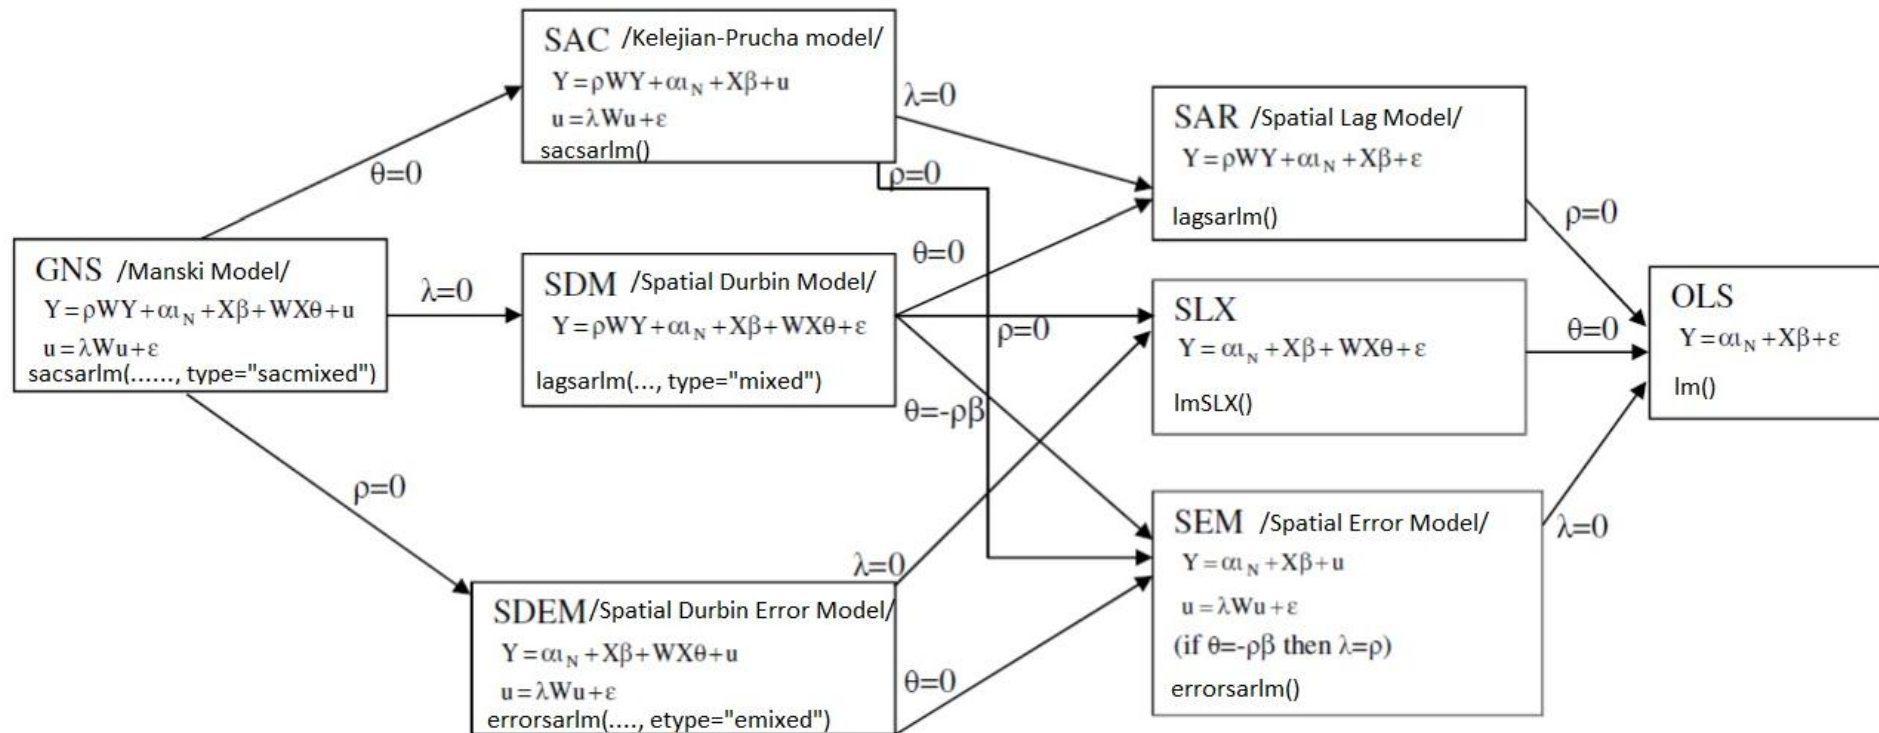 SAC /Kelejian-Prucha model/
Y=ρWY+αι_N+Xβ+u
u=λWu+ε
sacsarlm()
λ=0
SAR /Spatial Lag Model/
Y=ρWY+αι_N+Xβ+ε
lagsarlm()
θ=0
ρ=0
ρ=0
GNS /Manski Model/
Y=ρWY+αι_N+Xβ+WXθ+u
u=λWu+ε
sacsarlm(......, type="sacmixed")
λ=0
SDM /Spatial Durbin Model/
Y=ρWY+αι_N+Xβ+WXθ+ε
lagsarlm(..., type="mixed")
θ=0
ρ=0
θ=-ρβ
SLX
Y=αι_N+Xβ+WXθ+ε
lmSLX()
θ=0
OLS
Y=αι_N+Xβ+ε
lm()
ρ=0
λ=0
SDEM/Spatial Durbin Error Model/
Y=αι_N+Xβ+WXθ+u
u=λWu+ε
errorsarlm(...., etype="emixed")
θ=0
SEM /Spatial Error Model/
Y=αι_N+Xβ+u
u=λWu+ε
(if θ=-ρβ then λ=ρ)
errorsarlm()
λ=0